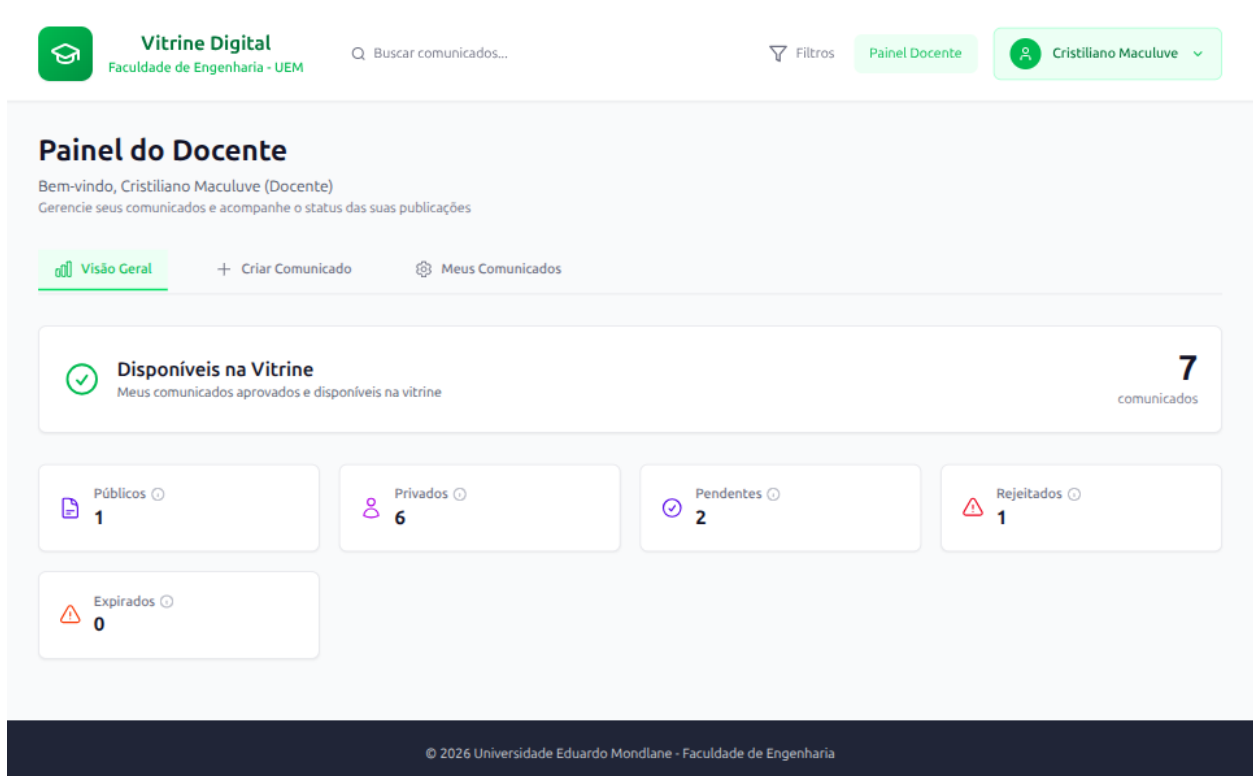 Vitrine Digital
Faculdade de Engenharia - UEM
Buscar comunicados...
Filtros
Painel Docente
Cristiliano Maculuve
Painel do Docente
Bem-vindo, Cristiliano Maculuve (Docente)
Gerencie seus comunicados e acompanhe o status das suas publicações
Visão Geral
Criar Comunicado
Meus Comunicados
Disponíveis na Vitrine
Meus comunicados aprovados e disponíveis na vitrine
7
comunicados
Públicos
1
Privados
6
Pendentes
2
Rejeitados
1
Expirados
0
© 2026 Universidade Eduardo Mondlane - Faculdade de Engenharia